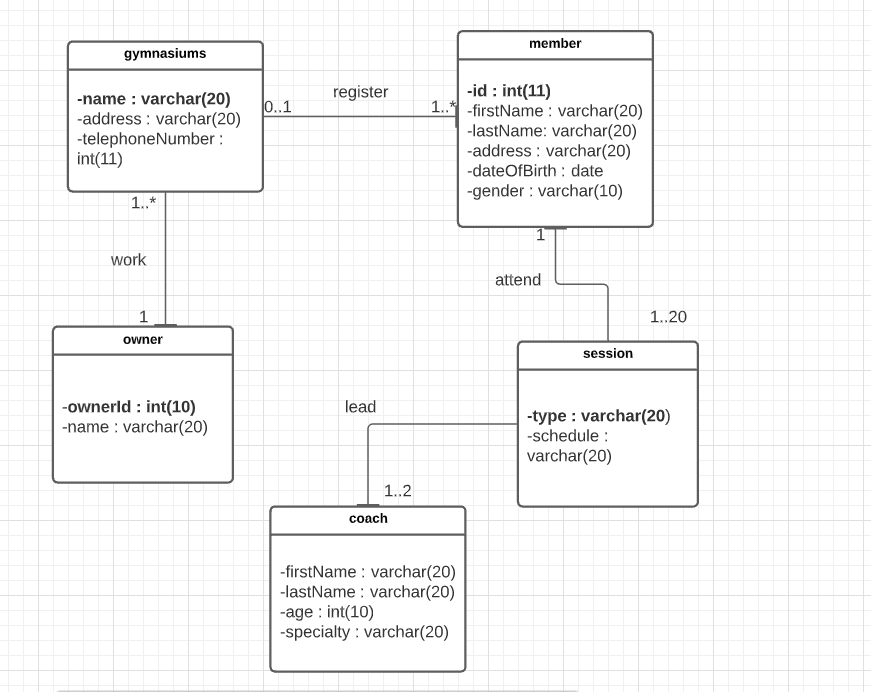 gymnasiums
-name : varchar(20)
-address : varchar(20)
-telephoneNumber :
int(11)
register
0..1
1..*
member
-id : int(11)
-firstName : varchar(20)
-lastName: varchar(20)
-address : varchar(20)
-dateOfBirth : date
-gender : varchar(10)
1..*
work
1
owner
-ownerId : int(10)
-name : varchar(20)
1
attend
1..20
session
-type : varchar(20)
-schedule :
varchar(20)
lead
1..2
coach
-firstName : varchar(20)
-lastName : varchar(20)
-age : int(10)
-specialty : varchar(20)